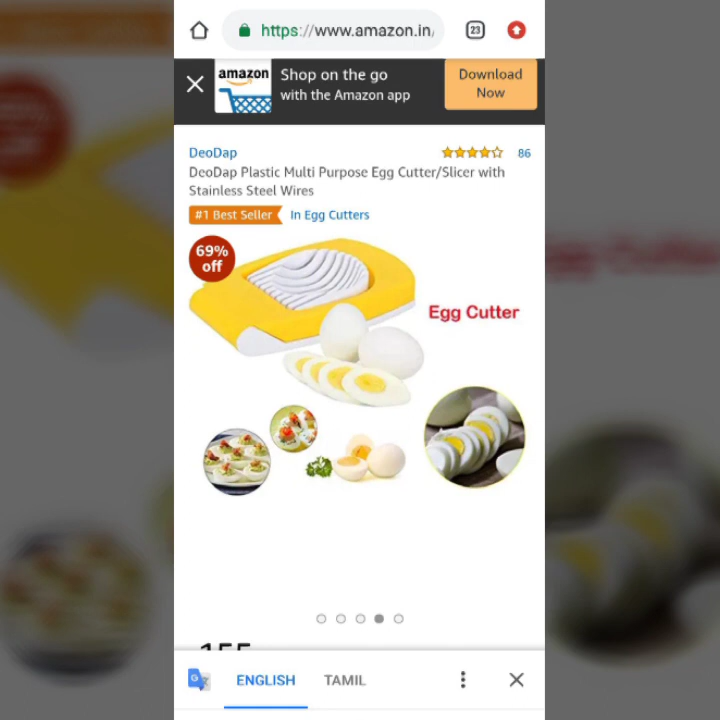 https://www.amazon.in/
23
amazon
Shop on the go
with the Amazon app
Download
Now
DeoDap
86
DeoDap Plastic Multi Purpose Egg Cutter/Slicer with
Stainless Steel Wires
#1 Best Seller
In Egg Cutters
69%
off
Egg Cutter
ENGLISH
TAMIL